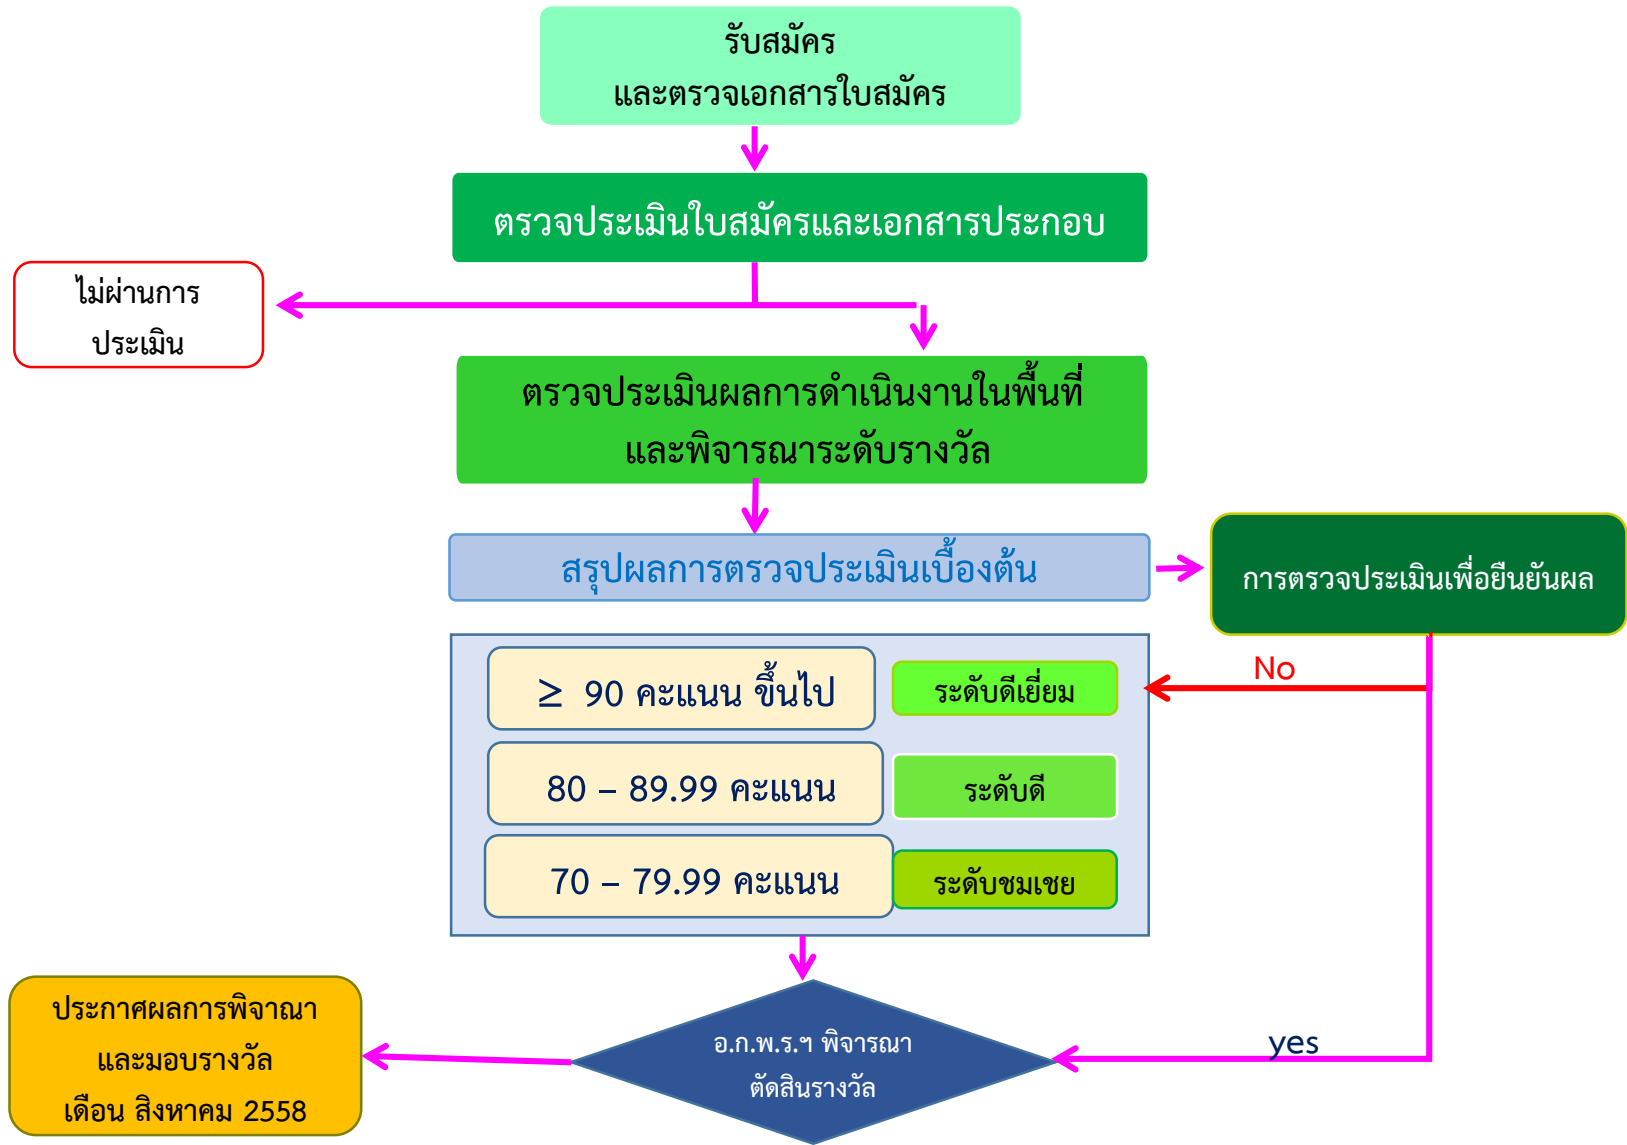 รับสมัคร
และตรวจเอกสารใบสมัคร
ตรวจประเมินใบสมัครและเอกสารประกอบ
ไม่ผ่านการ
ประเมิน
ตรวจประเมินผลการดำเนินงานในพื้นที่
และพิจารณาระดับรางวัล
สรุปผลการตรวจประเมินเบื้องต้น
การตรวจประเมินเพื่อยืนยันผล
No
≥ 90 คะแนน ขึ้นไป
ระดับดีเยี่ยม
80 – 89.99 คะแนน
ระดับดี
70 – 79.99 คะแนน
ระดับชมเชย
ประกาศผลการพิจาณา
และมอบรางวัล
เดือน สิงหาคม 2558
อ.ก.พ.ร.ฯ พิจารณา
ตัดสินรางวัล
yes